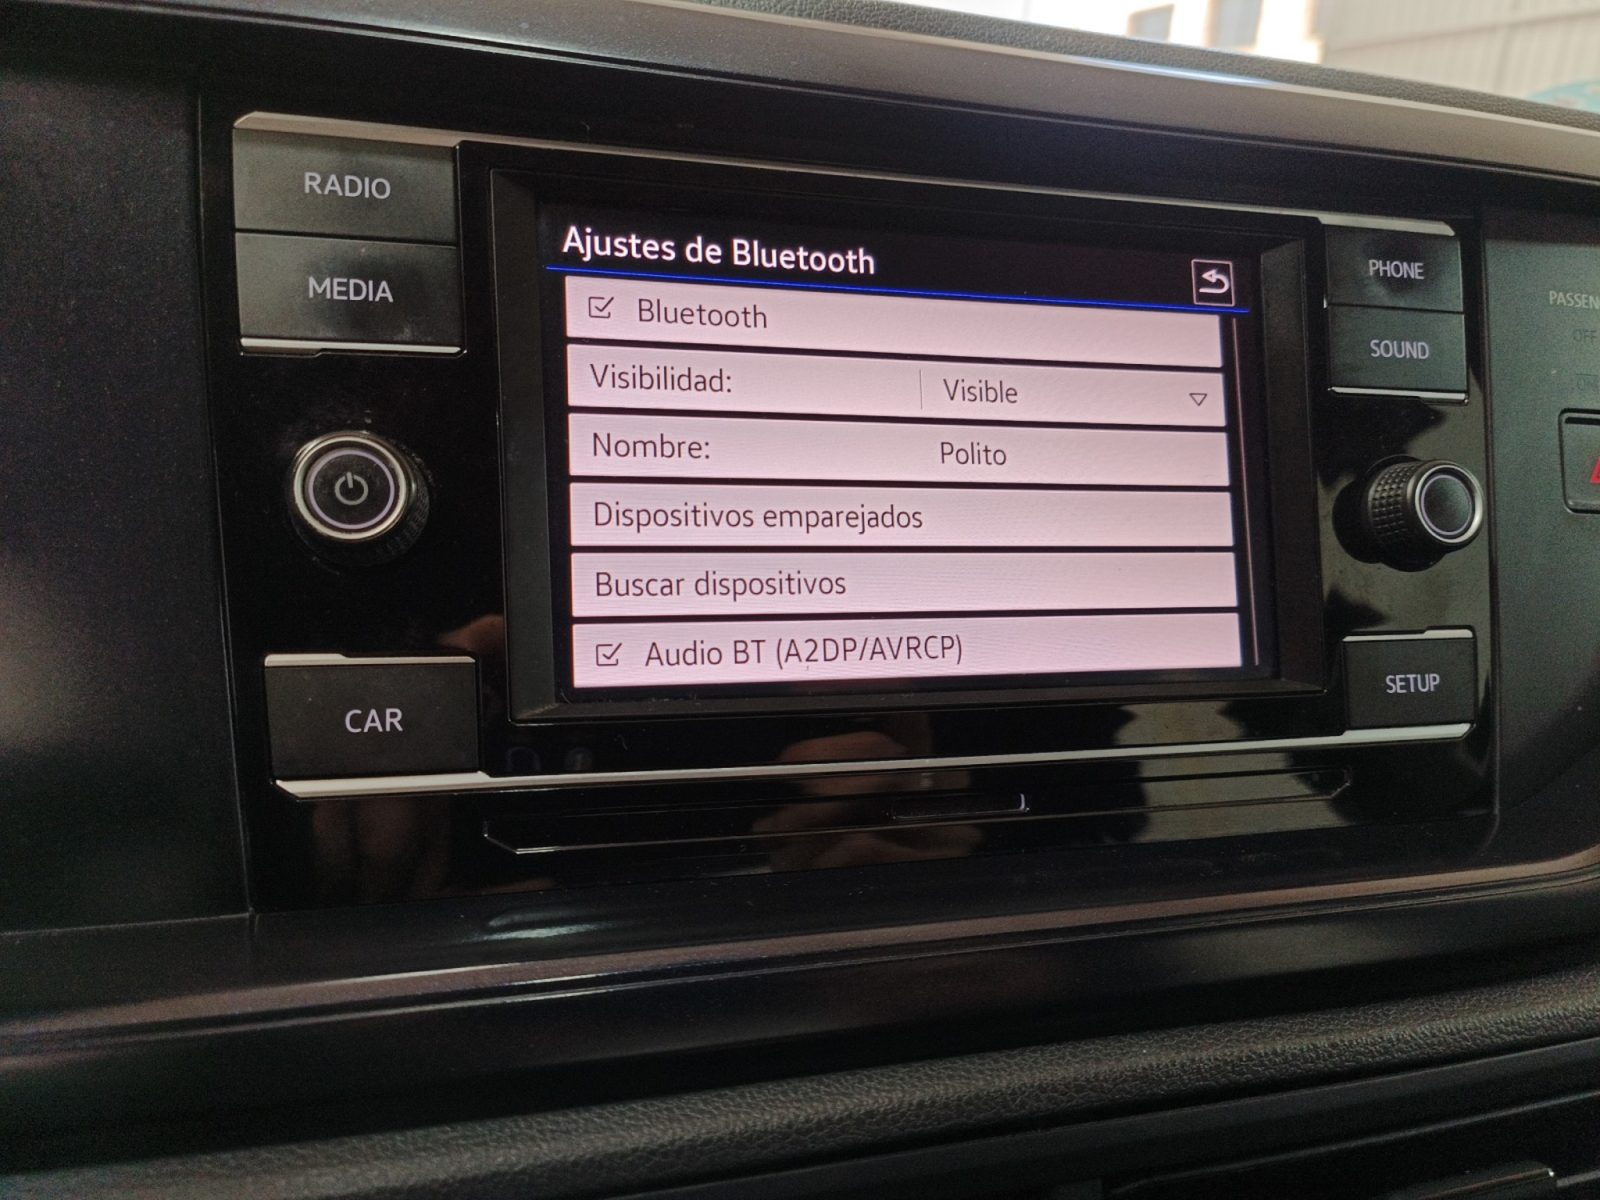 RADIO
MEDIA
CAR
Ajustes de Bluetooth
Bluetooth
Visibilidad: Visible
Nombre: Polito
Dispositivos emparejados
Buscar dispositivos
Audio BT (A2DP/AVRCP)
PHONE
SOUND
SETUP
OFF